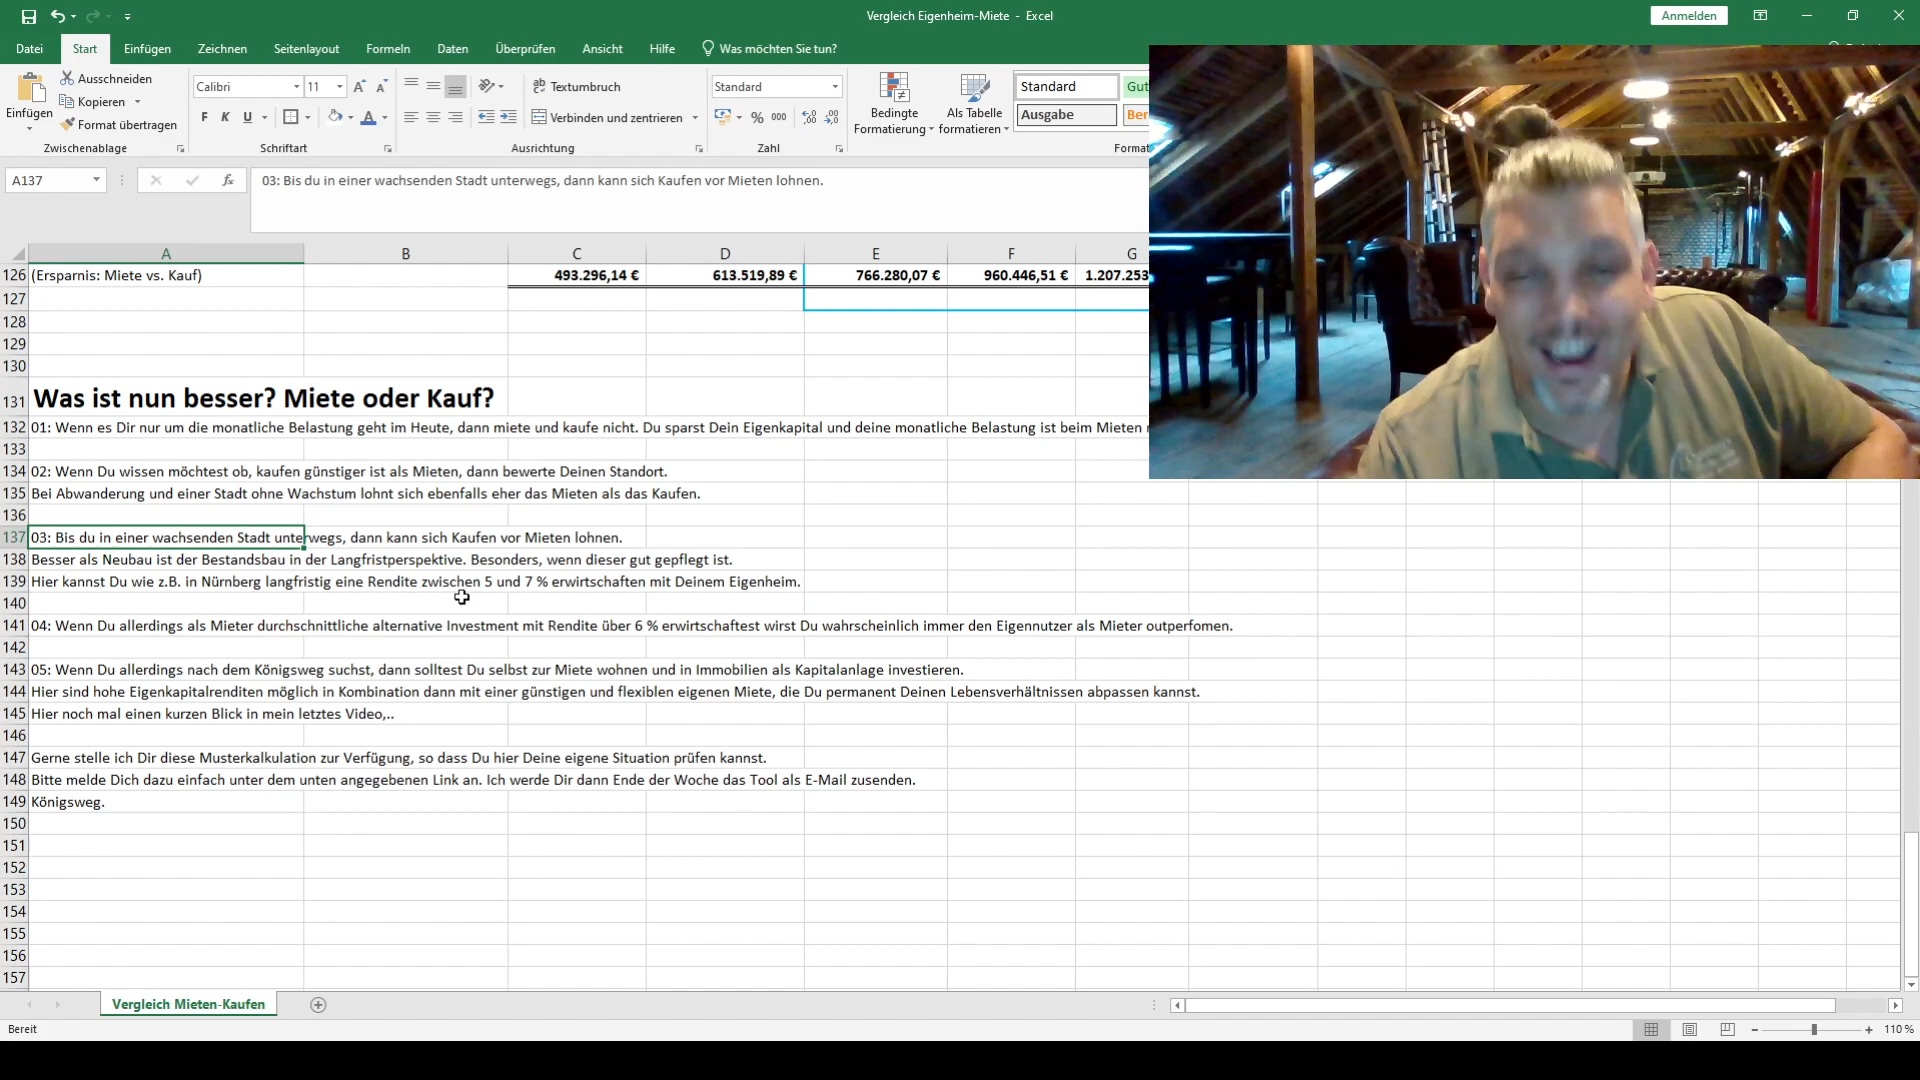 Vergleich Eigenheim-Miete - Excel
Anmelden
Datei Start Einfügen Zeichnen Seitenlayout Formeln Daten Überprüfen Ansicht Hilfe Was möchten Sie tun?
Einfügen
Ausschneiden
Kopieren
Format übertragen
Zwischenablage
Calibri 11
F K U
Schriftart
Textumbruch
Verbinden und zentrieren
Ausrichtung
Standard
% 000
Zahl
Bedingte Formatierung
Als Tabelle formatieren
Standard Gut
Ausgabe Ber
Format
A137
03: Bis du in einer wachsenden Stadt unterwegs, dann kann sich Kaufen vor Mieten lohnen.
A B C D E F G
126 (Ersparnis: Miete vs. Kauf) 493.296,14 € 613.519,89 € 766.280,07 € 960.446,51 € 1.207.253
127
128
129
130
131 Was ist nun besser? Miete oder Kauf?
132 01: Wenn es Dir nur um die monatliche Belastung geht im Heute, dann miete und kaufe nicht. Du sparst Dein Eigenkapital und deine monatliche Belastung ist beim Mieten
133
134 02: Wenn Du wissen möchtest ob, kaufen günstiger ist als Mieten, dann bewerte Deinen Standort.
135 Bei Abwanderung und einer Stadt ohne Wachstum lohnt sich ebenfalls eher das Mieten als das Kaufen.
136
137 03: Bis du in einer wachsenden Stadt unterwegs, dann kann sich Kaufen vor Mieten lohnen.
138 Besser als Neubau ist der Bestandsbau in der Langfristperspektive. Besonders, wenn dieser gut gepflegt ist.
139 Hier kannst Du wie z.B. in Nürnberg langfristig eine Rendite zwischen 5 und 7 % erwirtschaften mit Deinem Eigenheim.
140
141 04: Wenn Du allerdings als Mieter durchschnittliche alternative Investment mit Rendite über 6 % erwirtschaftest wirst Du wahrscheinlich immer den Eigennutzer als Mieter outperfomen.
142
143 05: Wenn Du allerdings nach dem Königsweg suchst, dann solltest Du selbst zur Miete wohnen und in Immobilien als Kapitalanlage investieren.
144 Hier sind hohe Eigenkapitalrenditen möglich in Kombination dann mit einer günstigen und flexiblen eigenen Miete, die Du permanent Deinen Lebensverhältnissen abpassen kannst.
145 Hier noch mal einen kurzen Blick in mein letztes Video,..
146
147 Gerne stelle ich Dir diese Musterkalkulation zur Verfügung, so dass Du hier Deine eigene Situation prüfen kannst.
148 Bitte melde Dich dazu einfach unter dem unten angegebenen Link an. Ich werde Dir dann Ende der Woche das Tool als E-Mail zusenden.
149 Königsweg.
150
151
152
153
154
155
156
157
Vergleich Mieten-Kaufen
Bereit
110 %